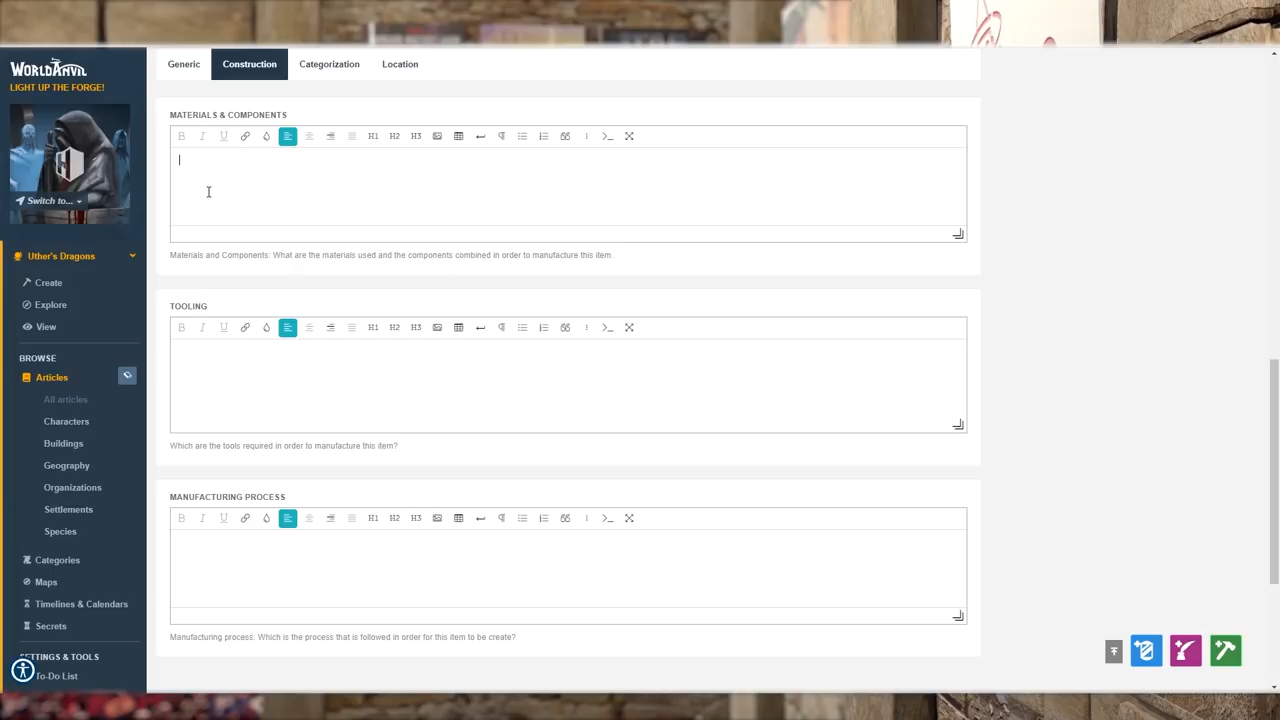 WORLDANVIL
LIGHT UP THE FORGE!
Switch to...
Uther's Dragons
Create
Explore
View
BROWSE
Articles
All articles
Characters
Buildings
Geography
Organizations
Settlements
Species
Categories
Maps
Timelines & Calendars
Secrets
SETTINGS & TOOLS
To-Do List
Generic
Construction
Categorization
Location
MATERIALS & COMPONENTS
B I U H1 H2 H3
Materials and Components: What are the materials used and the components combined in order to manufacture this item.
TOOLING
B I U H1 H2 H3
Which are the tools required in order to manufacture this item?
MANUFACTURING PROCESS
B I U H1 H2 H3
Manufacturing process: Which is the process that is followed in order for this item to be create?